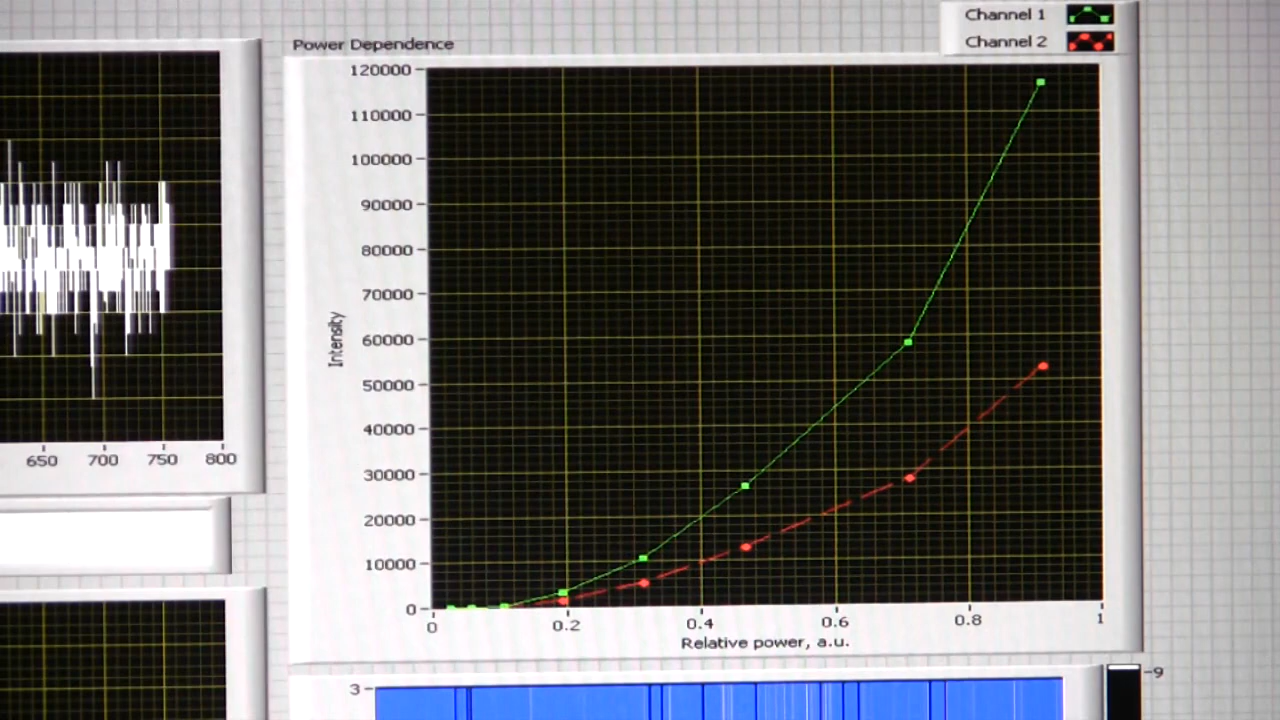 Channel 1
Channel 2
Power Dependence
120000
110000
100000
90000
80000
70000
60000
50000
40000
30000
20000
10000
0
Intensity
0 0.2 0.4 0.6 0.8 1
Relative power, a.u.
650 700 750 800
3
9